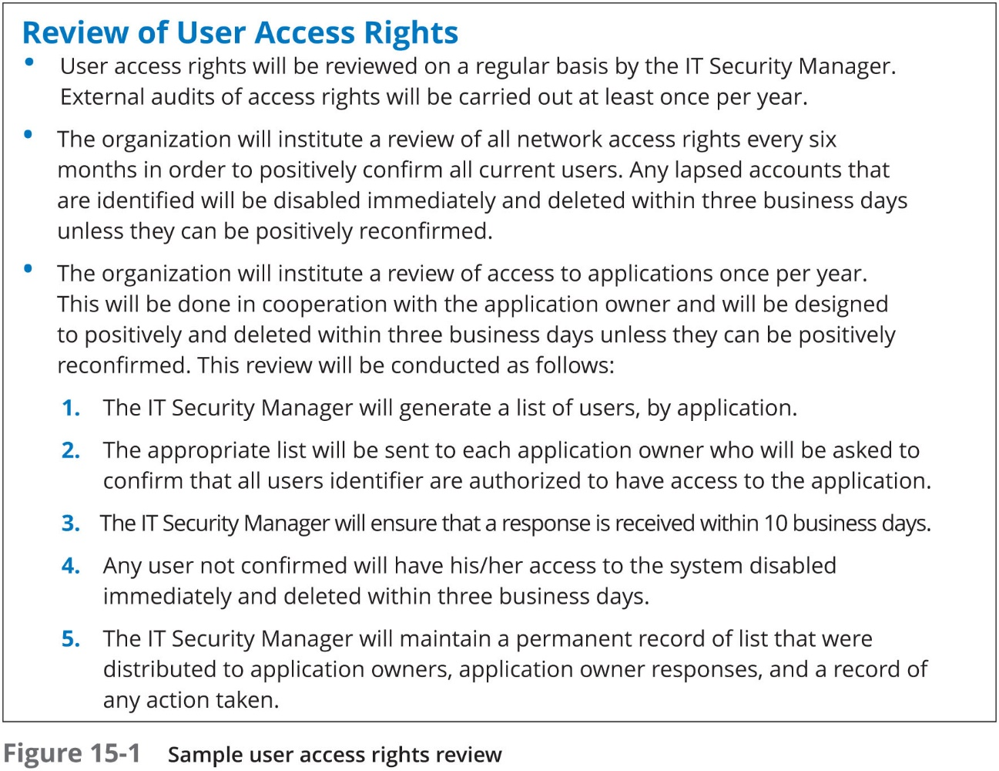 Review of User Access Rights
• User access rights will be reviewed on a regular basis by the IT Security Manager.
External audits of access rights will be carried out at least once per year.
• The organization will institute a review of all network access rights every six
months in order to positively confirm all current users. Any lapsed accounts that
are identified will be disabled immediately and deleted within three business days
unless they can be positively reconfirmed.
• The organization will institute a review of access to applications once per year.
This will be done in cooperation with the application owner and will be designed
to positively and deleted within three business days unless they can be positively
reconfirmed. This review will be conducted as follows:
1. The IT Security Manager will generate a list of users, by application.
2. The appropriate list will be sent to each application owner who will be asked to
confirm that all users identifier are authorized to have access to the application.
3. The IT Security Manager will ensure that a response is received within 10 business days.
4. Any user not confirmed will have his/her access to the system disabled
immediately and deleted within three business days.
5. The IT Security Manager will maintain a permanent record of list that were
distributed to application owners, application owner responses, and a record of
any action taken.
Figure 15-1 Sample user access rights review